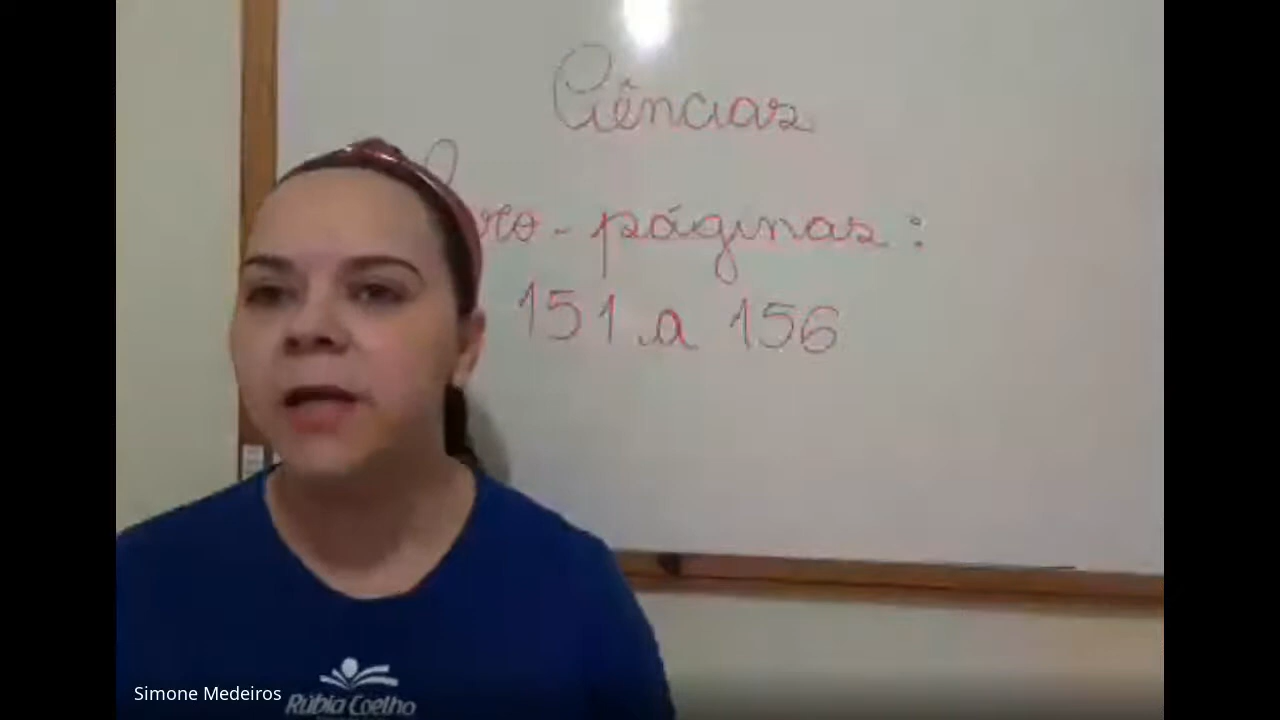 Ciências
páginas:
151 a 156
Simone Medeiros
Rúbia Coelho